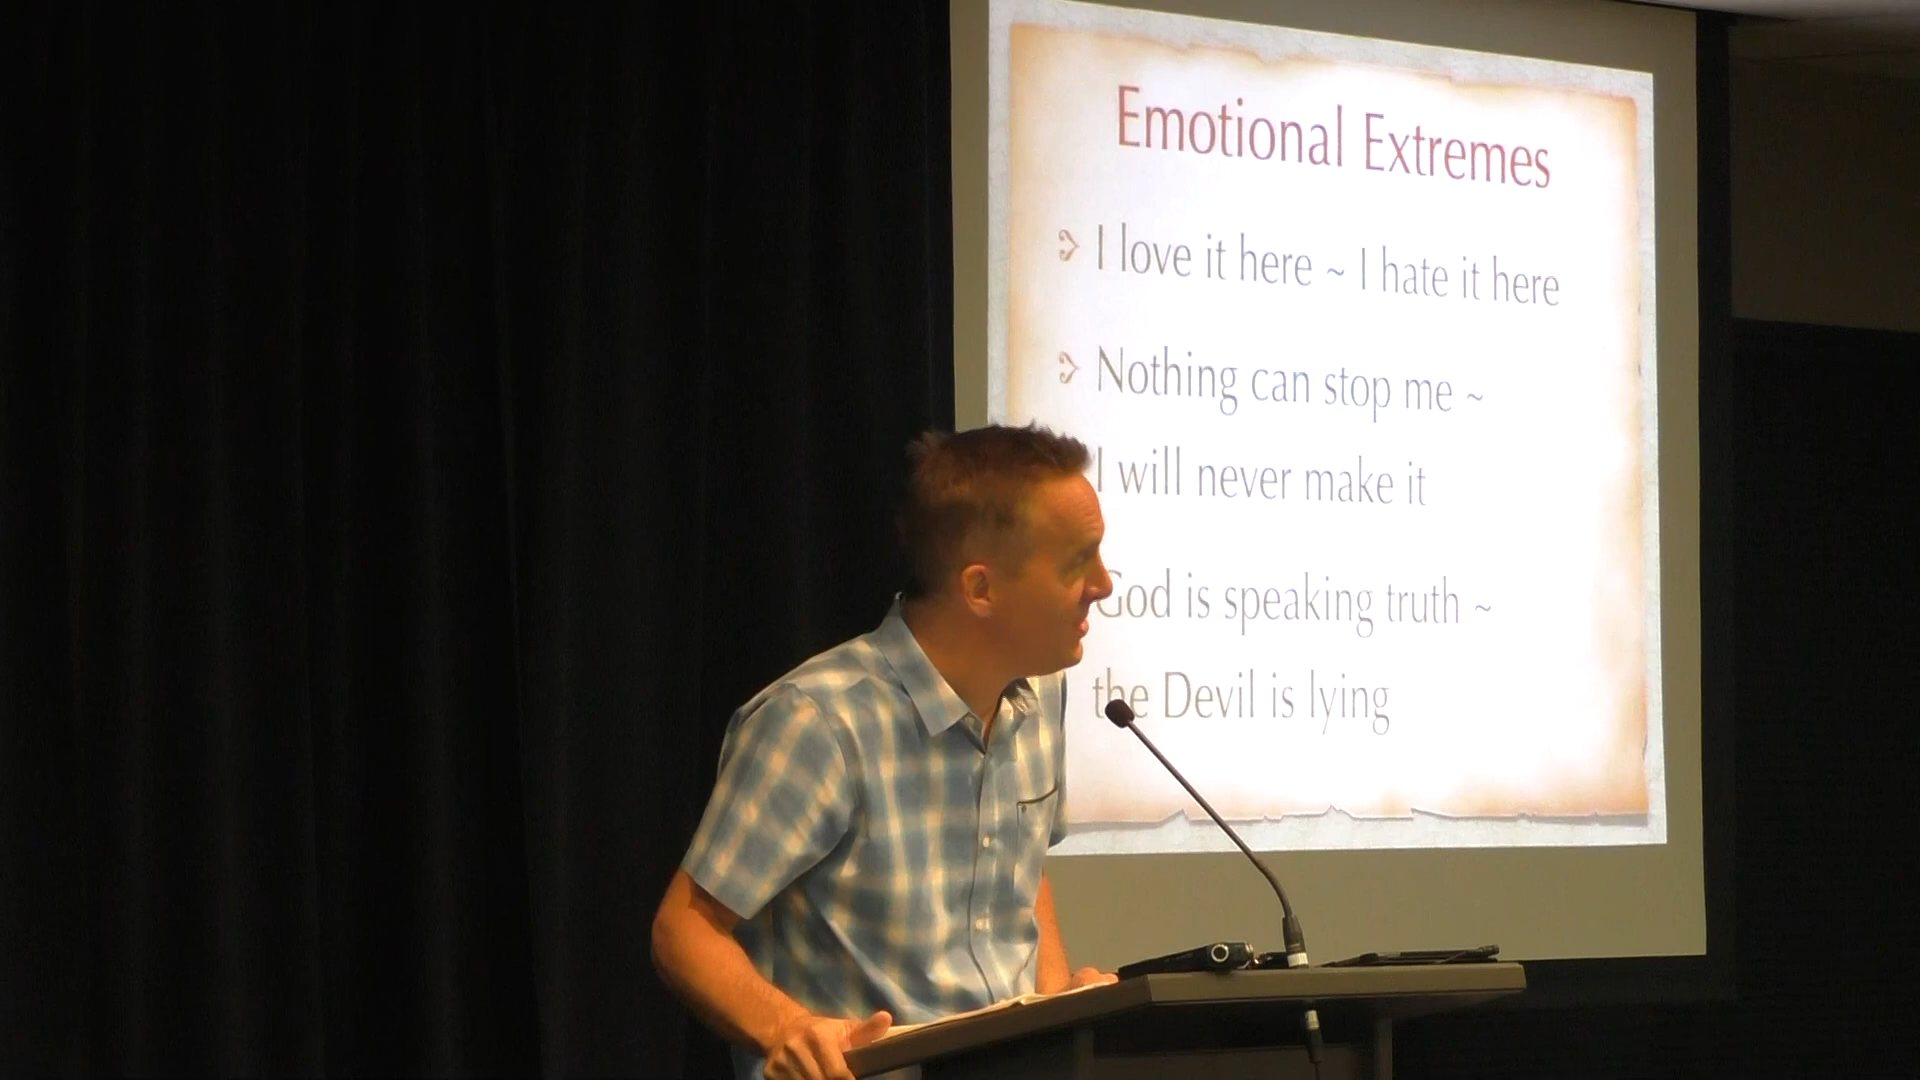 Emotional Extremes
I love it here ~ I hate it here
Nothing can stop me ~
I will never make it
God is speaking truth ~
the Devil is lying